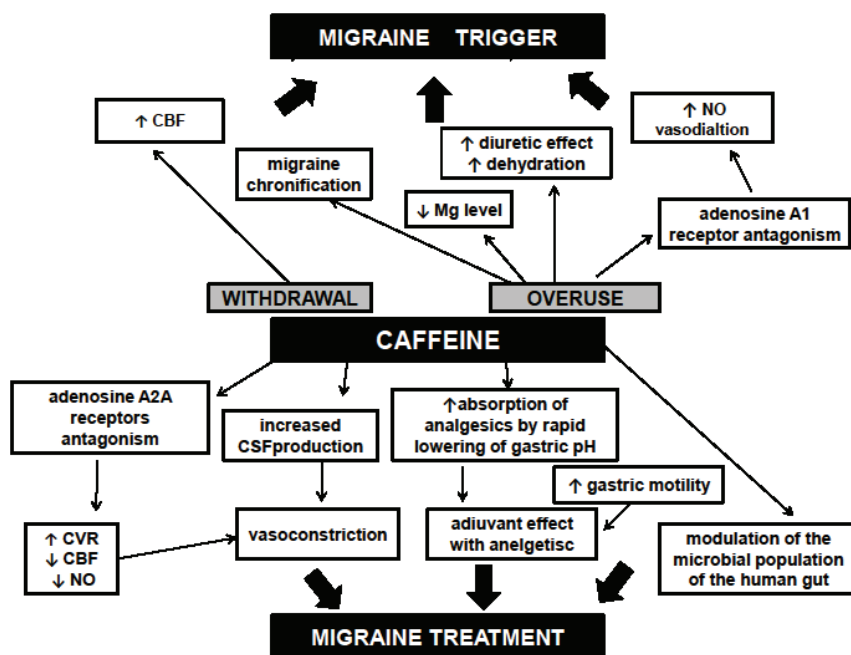 MIGRAINE TRIGGER
↑ CBF
migraine
chronification
↑ diuretic effect
↑ dehydration
↑ NO
vasodialtion
↓ Mg level
adenosine A1
receptor antagonism
WITHDRAWAL
OVERUSE
CAFFEINE
adenosine A2A
receptors
antagonism
increased
CSFproduction
↑absorption of
analgesics by rapid
lowering of gastric pH
↑ gastric motility
↑ CVR
↓ CBF
↓ NO
vasoconstriction
adiuvant effect
with anelgetisc
modulation of the
microbial population
of the human gut
MIGRAINE TREATMENT